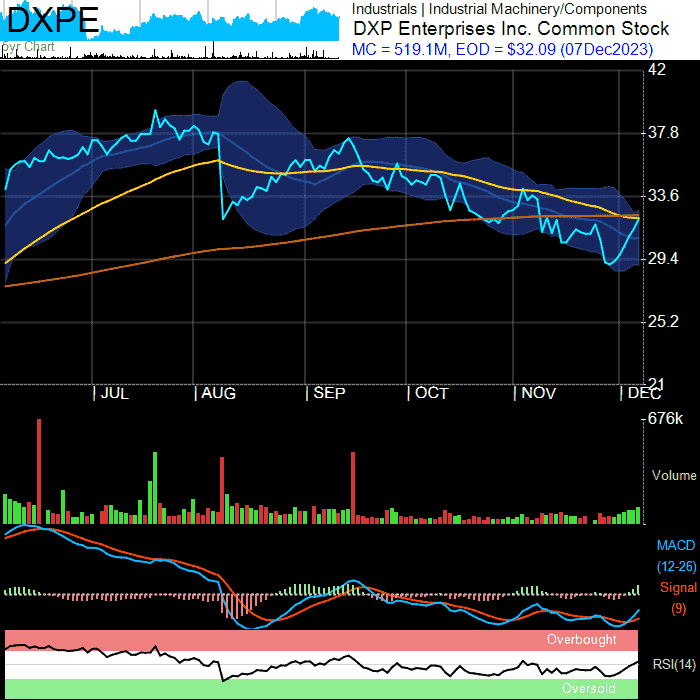 DXPE
5yr Chart
Industrials | Industrial Machinery/Components
DXP Enterprises Inc. Common Stock
MC = 519.1M, EOD = $32.09 (07Dec2023)
42
37.8
33.6
29.4
25.2
21
JUL AUG SEP OCT NOV DEC
676k
Volume
MACD
(12-26)
Signal
(9)
Overbought
RSI(14)
Oversold